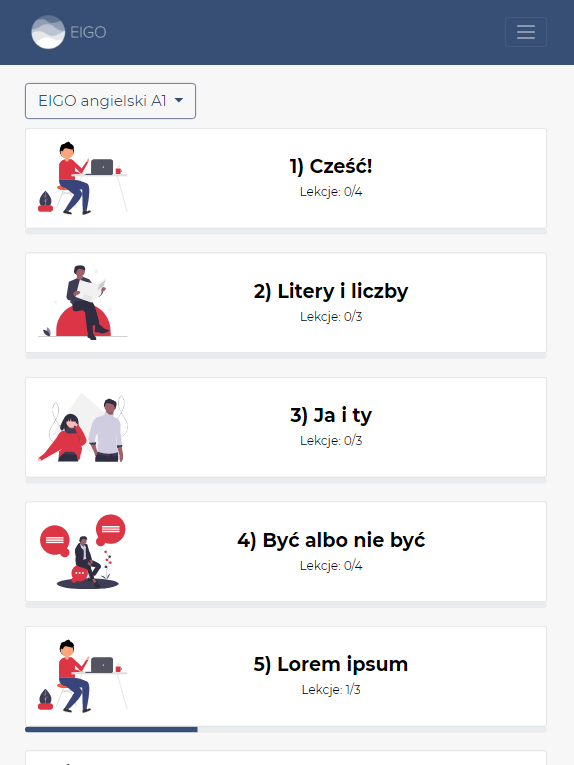 EIGO
EIGO angielski A1
1) Cześć!
Lekcje: 0/4
2) Litery i liczby
Lekcje: 0/3
3) Ja i ty
Lekcje: 0/3
4) Być albo nie być
Lekcje: 0/4
5) Lorem ipsum
Lekcje: 1/3